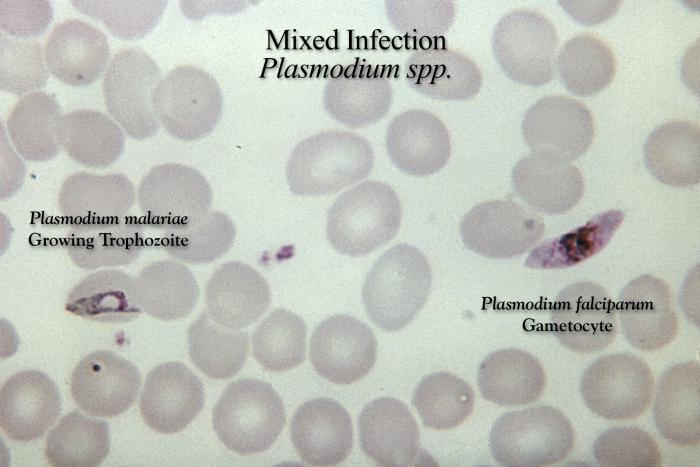 Mixed Infection
Plasmodium spp.
Plasmodium malariae
Growing Trophozoite
Plasmodium falciparum
Gametocyte